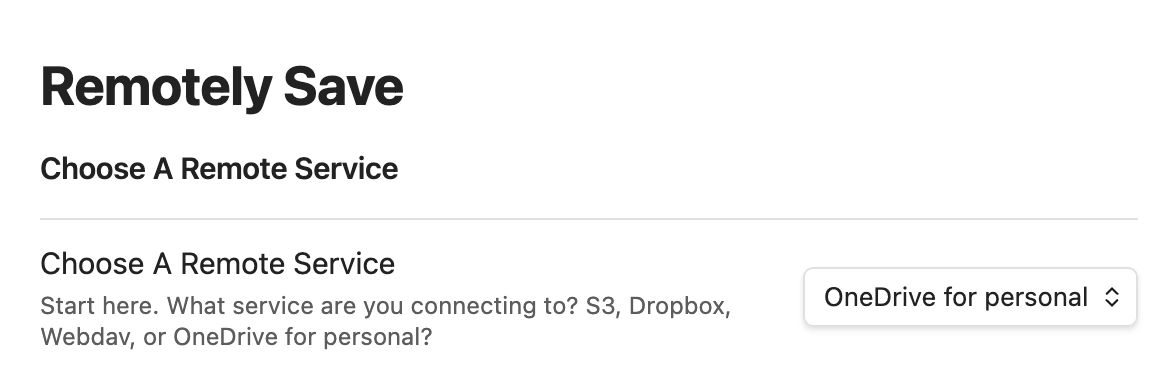 Remotely Save
Choose A Remote Service
Choose A Remote Service
Start here. What service are you connecting to? S3, Dropbox,
Webdav, or OneDrive for personal?
OneDrive for personal